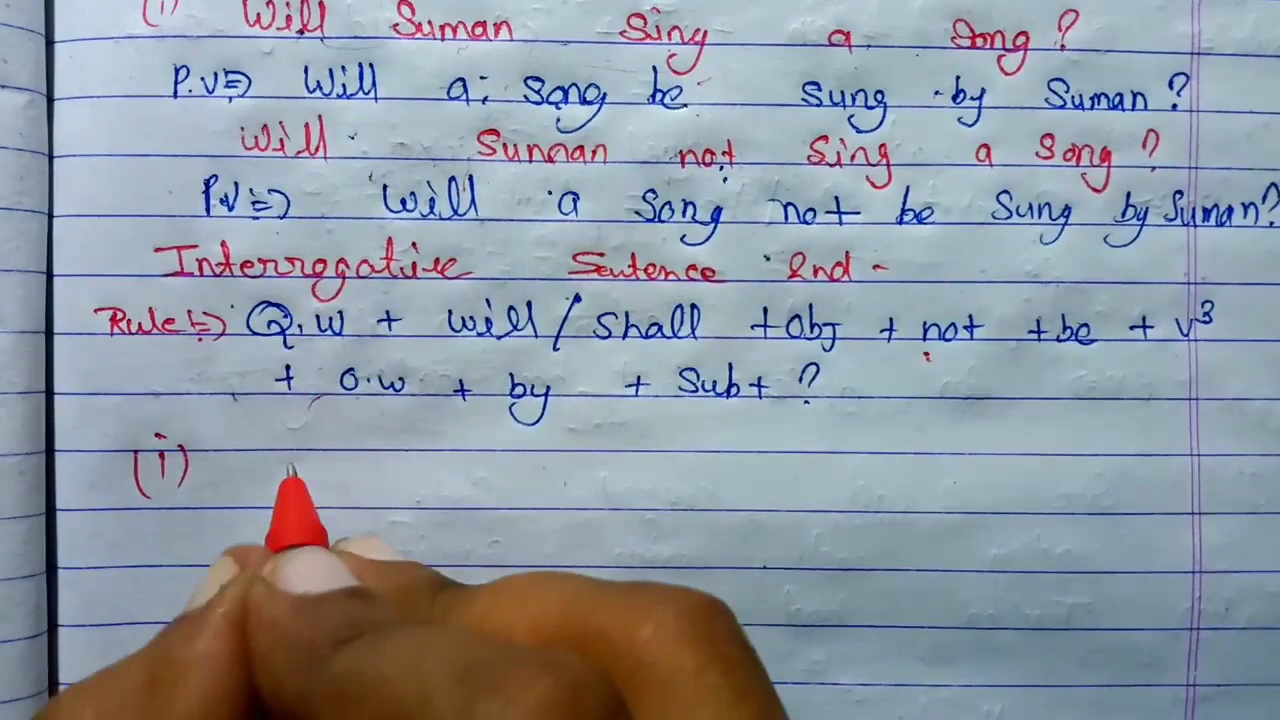 (i) Will Suman Sing a Song?
P.V⇒ Will a Song be Sung by Suman?
Will Suman not Sing a Song?
P.V⇒ Will a Song not be Sung by Suman?
Interrogative Sentence 2nd -
Rule⇒ Q.W + will/Shall + Obj + not + be + V³
+ O.W + by + Sub + ?
(i)